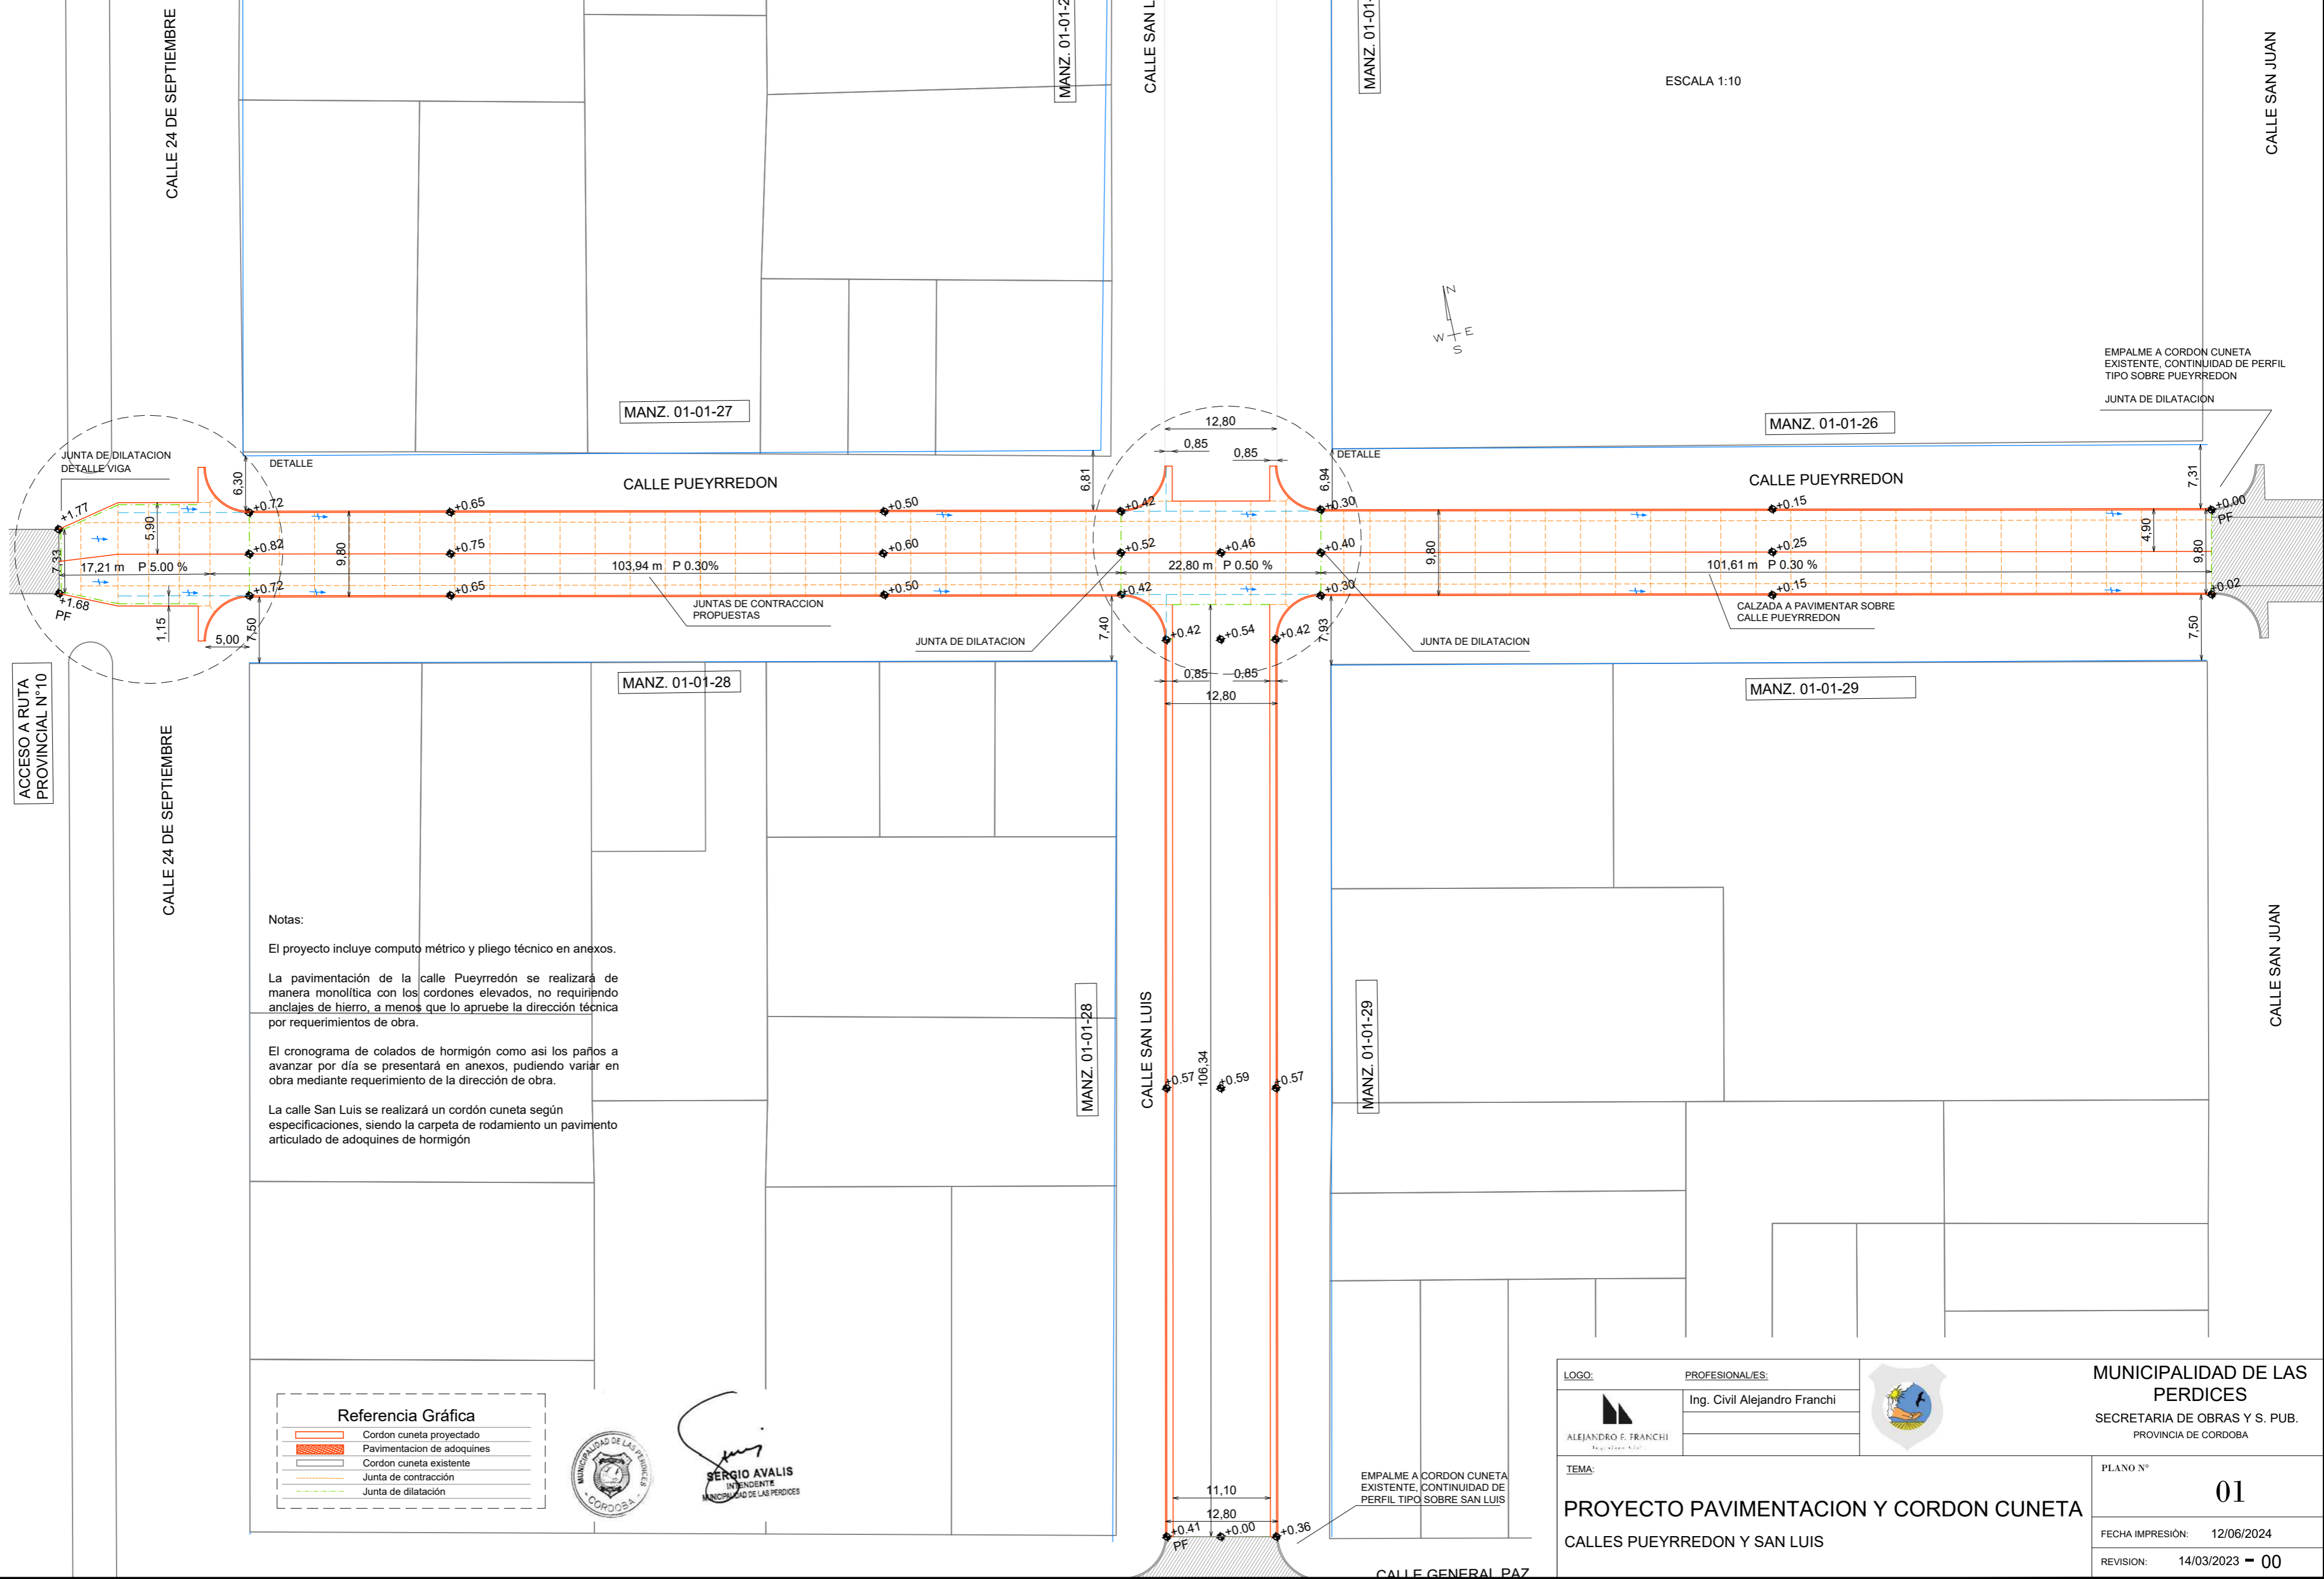 CALLE 24 DE SEPTIEMBRE
MANZ. 01-01-2
CALLE SAN L
MANZ. 01-01-
ESCALA 1:10
CALLE SAN JUAN
N
W
E
S
EMPALME A CORDON CUNETA
EXISTENTE, CONTINUIDAD DE PERFIL
TIPO SOBRE PUEYRREDON
JUNTA DE DILATACION
MANZ. 01-01-27
12,80
0,85
0,85
MANZ. 01-01-26
JUNTA DE DILATACION
DETALLE VIGA
DETALLE
6,30
CALLE PUEYRREDON
6,81
DETALLE
6,94
CALLE PUEYRREDON
7,31
+1.77
+0.72
+0.65
+0.50
+0.42
+0.30
+0.15
+0.00
PF
5,90
9,80
4,90
9,80
9,80
7,33
+0.82
+0.75
+0.60
+0.52
+0.46
+0.40
+0.25
17,21 m P 5.00 %
103,94 m P 0.30%
22,80 m P 0.50 %
101,61 m P 0.30 %
+1.68
PF
+0.72
+0.65
+0.50
+0.42
+0.30
+0.15
+0.02
1,15
5,00
7,50
JUNTAS DE CONTRACCION
PROPUESTAS
JUNTA DE DILATACION
7,40
+0.42
+0.54
+0.42
7,93
JUNTA DE DILATACION
CALZADA A PAVIMENTAR SOBRE
CALLE PUEYRREDON
7,50
0,85
0,85
12,80
MANZ. 01-01-28
MANZ. 01-01-29
ACCESO A RUTA
PROVINCIAL N°10
CALLE 24 DE SEPTIEMBRE
Notas:
El proyecto incluye computo métrico y pliego técnico en anexos.
La pavimentación de la calle Pueyrredón se realizará de
manera monolítica con los cordones elevados, no requiriendo
anclajes de hierro, a menos que lo apruebe la dirección técnica
por requerimientos de obra.
El cronograma de colados de hormigón como asi los paños a
avanzar por día se presentará en anexos, pudiendo variar en
obra mediante requerimiento de la dirección de obra.
La calle San Luis se realizará un cordón cuneta según
especificaciones, siendo la carpeta de rodamiento un pavimento
articulado de adoquines de hormigón
MANZ. 01-01-28
CALLE SAN LUIS
106,34
MANZ. 01-01-29
CALLE SAN JUAN
+0.57
+0.59
+0.57
Referencia Gráfica
Cordon cuneta proyectado
Pavimentacion de adoquines
Cordon cuneta existente
Junta de contracción
Junta de dilatación
MUNICIPALIDAD DE LAS PERDICES
- CORDOBA -
SERGIO AVALIS
INTENDENTE
MUNICIPALIDAD DE LAS PERDICES
11,10
12,80
+0.41
PF
+0.00
+0.36
EMPALME A CORDON CUNETA
EXISTENTE, CONTINUIDAD DE
PERFIL TIPO SOBRE SAN LUIS
CALLE GENERAL PAZ
LOGO:
PROFESIONAL/ES:
Ing. Civil Alejandro Franchi
ALEJANDRO F. FRANCHI
MUNICIPALIDAD DE LAS
PERDICES
SECRETARIA DE OBRAS Y S. PUB.
PROVINCIA DE CORDOBA
TEMA:
PROYECTO PAVIMENTACION Y CORDON CUNETA
CALLES PUEYRREDON Y SAN LUIS
PLANO N°
01
FECHA IMPRESIÓN: 12/06/2024
REVISION: 14/03/2023 - 00